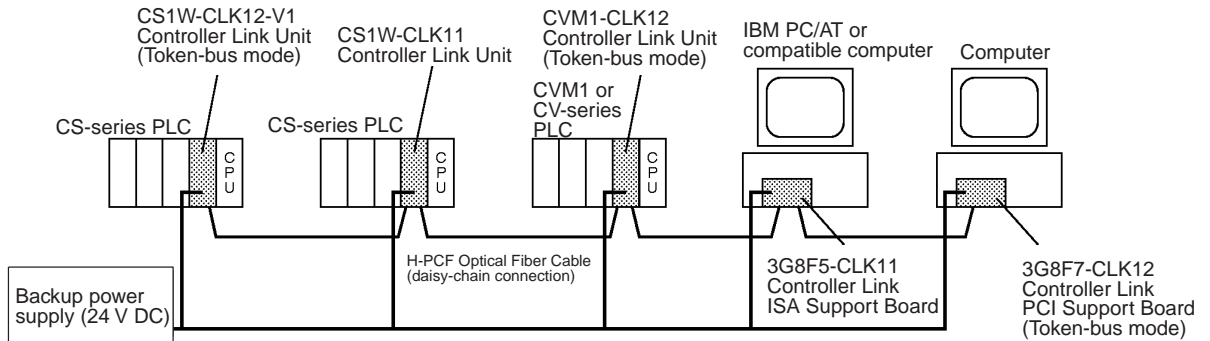 CS1W-CLK12-V1
Controller Link Unit
(Token-bus mode)
CS1W-CLK11
Controller Link Unit
CVM1-CLK12
Controller Link Unit
(Token-bus mode)
IBM PC/AT or
compatible computer
Computer
CS-series PLC
CS-series PLC
CVM1 or
CV-series
PLC
CPU
CPU
CPU
H-PCF Optical Fiber Cable
(daisy-chain connection)
3G8F5-CLK11
Controller Link
ISA Support Board
3G8F7-CLK12
Controller Link
PCI Support Board
(Token-bus mode)
Backup power
supply (24 V DC)